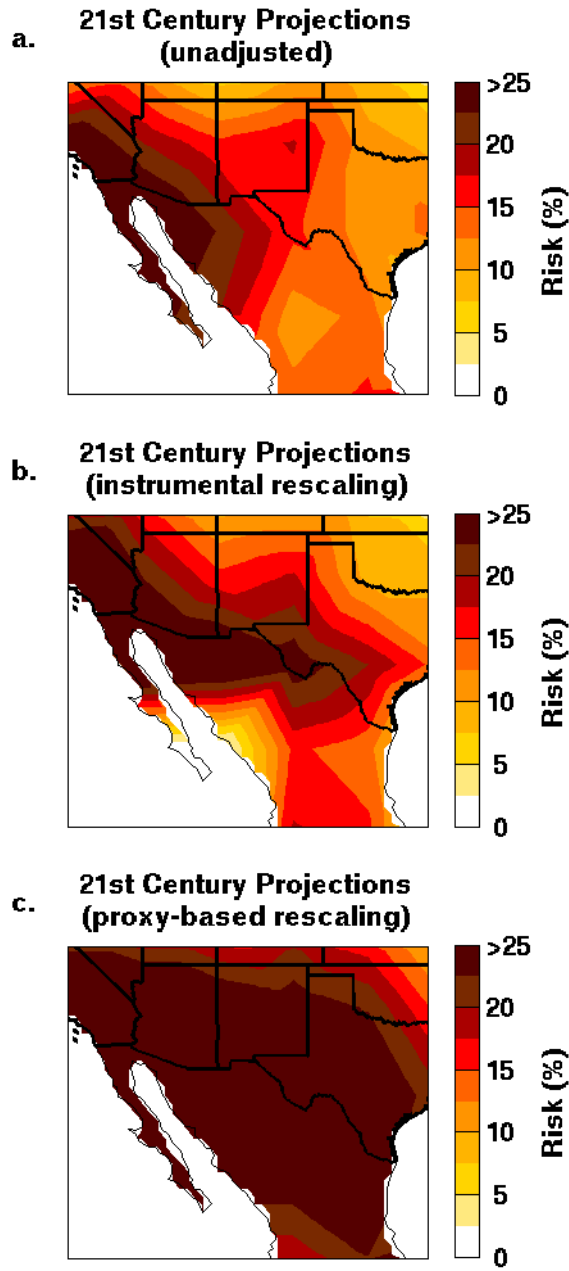 a.
21st Century Projections
(unadjusted)
>25
20
15
10
5
0
Risk (%)
b.
21st Century Projections
(instrumental rescaling)
>25
20
15
10
5
0
Risk (%)
c.
21st Century Projections
(proxy-based rescaling)
>25
20
15
10
5
0
Risk (%)